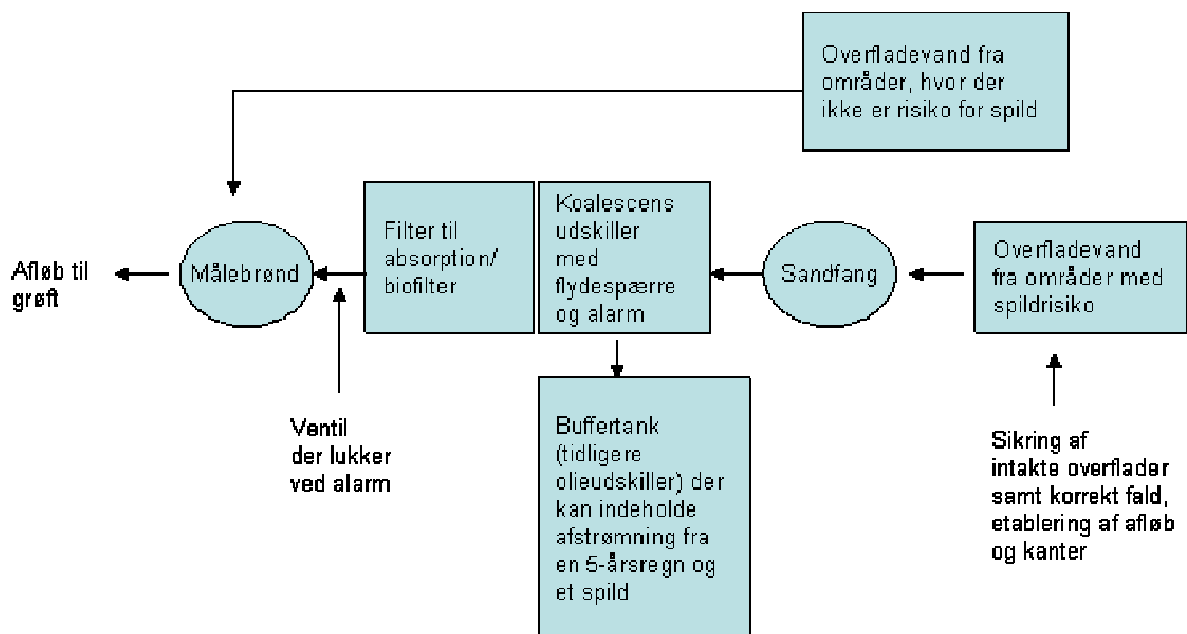 Overfladevand fra
områder, hvor der
ikke er risiko for spild
Afløb til
grøft
Målebrønd
Filter til
absorption/
biofilter
Koalescens
udskiller
med
flydespærre
og alarm
Sandfang
Overfladevand
fra områder med
spildrisiko
Ventil
der lukker
ved alarm
Buffertank
(tidligere
olieudskiller) der
kan indeholde
afstrømning fra
en 5-årsregn og
et spild
Sikring af
intakte overflader
samt korrekt fald,
etablering af afløb
og kanter